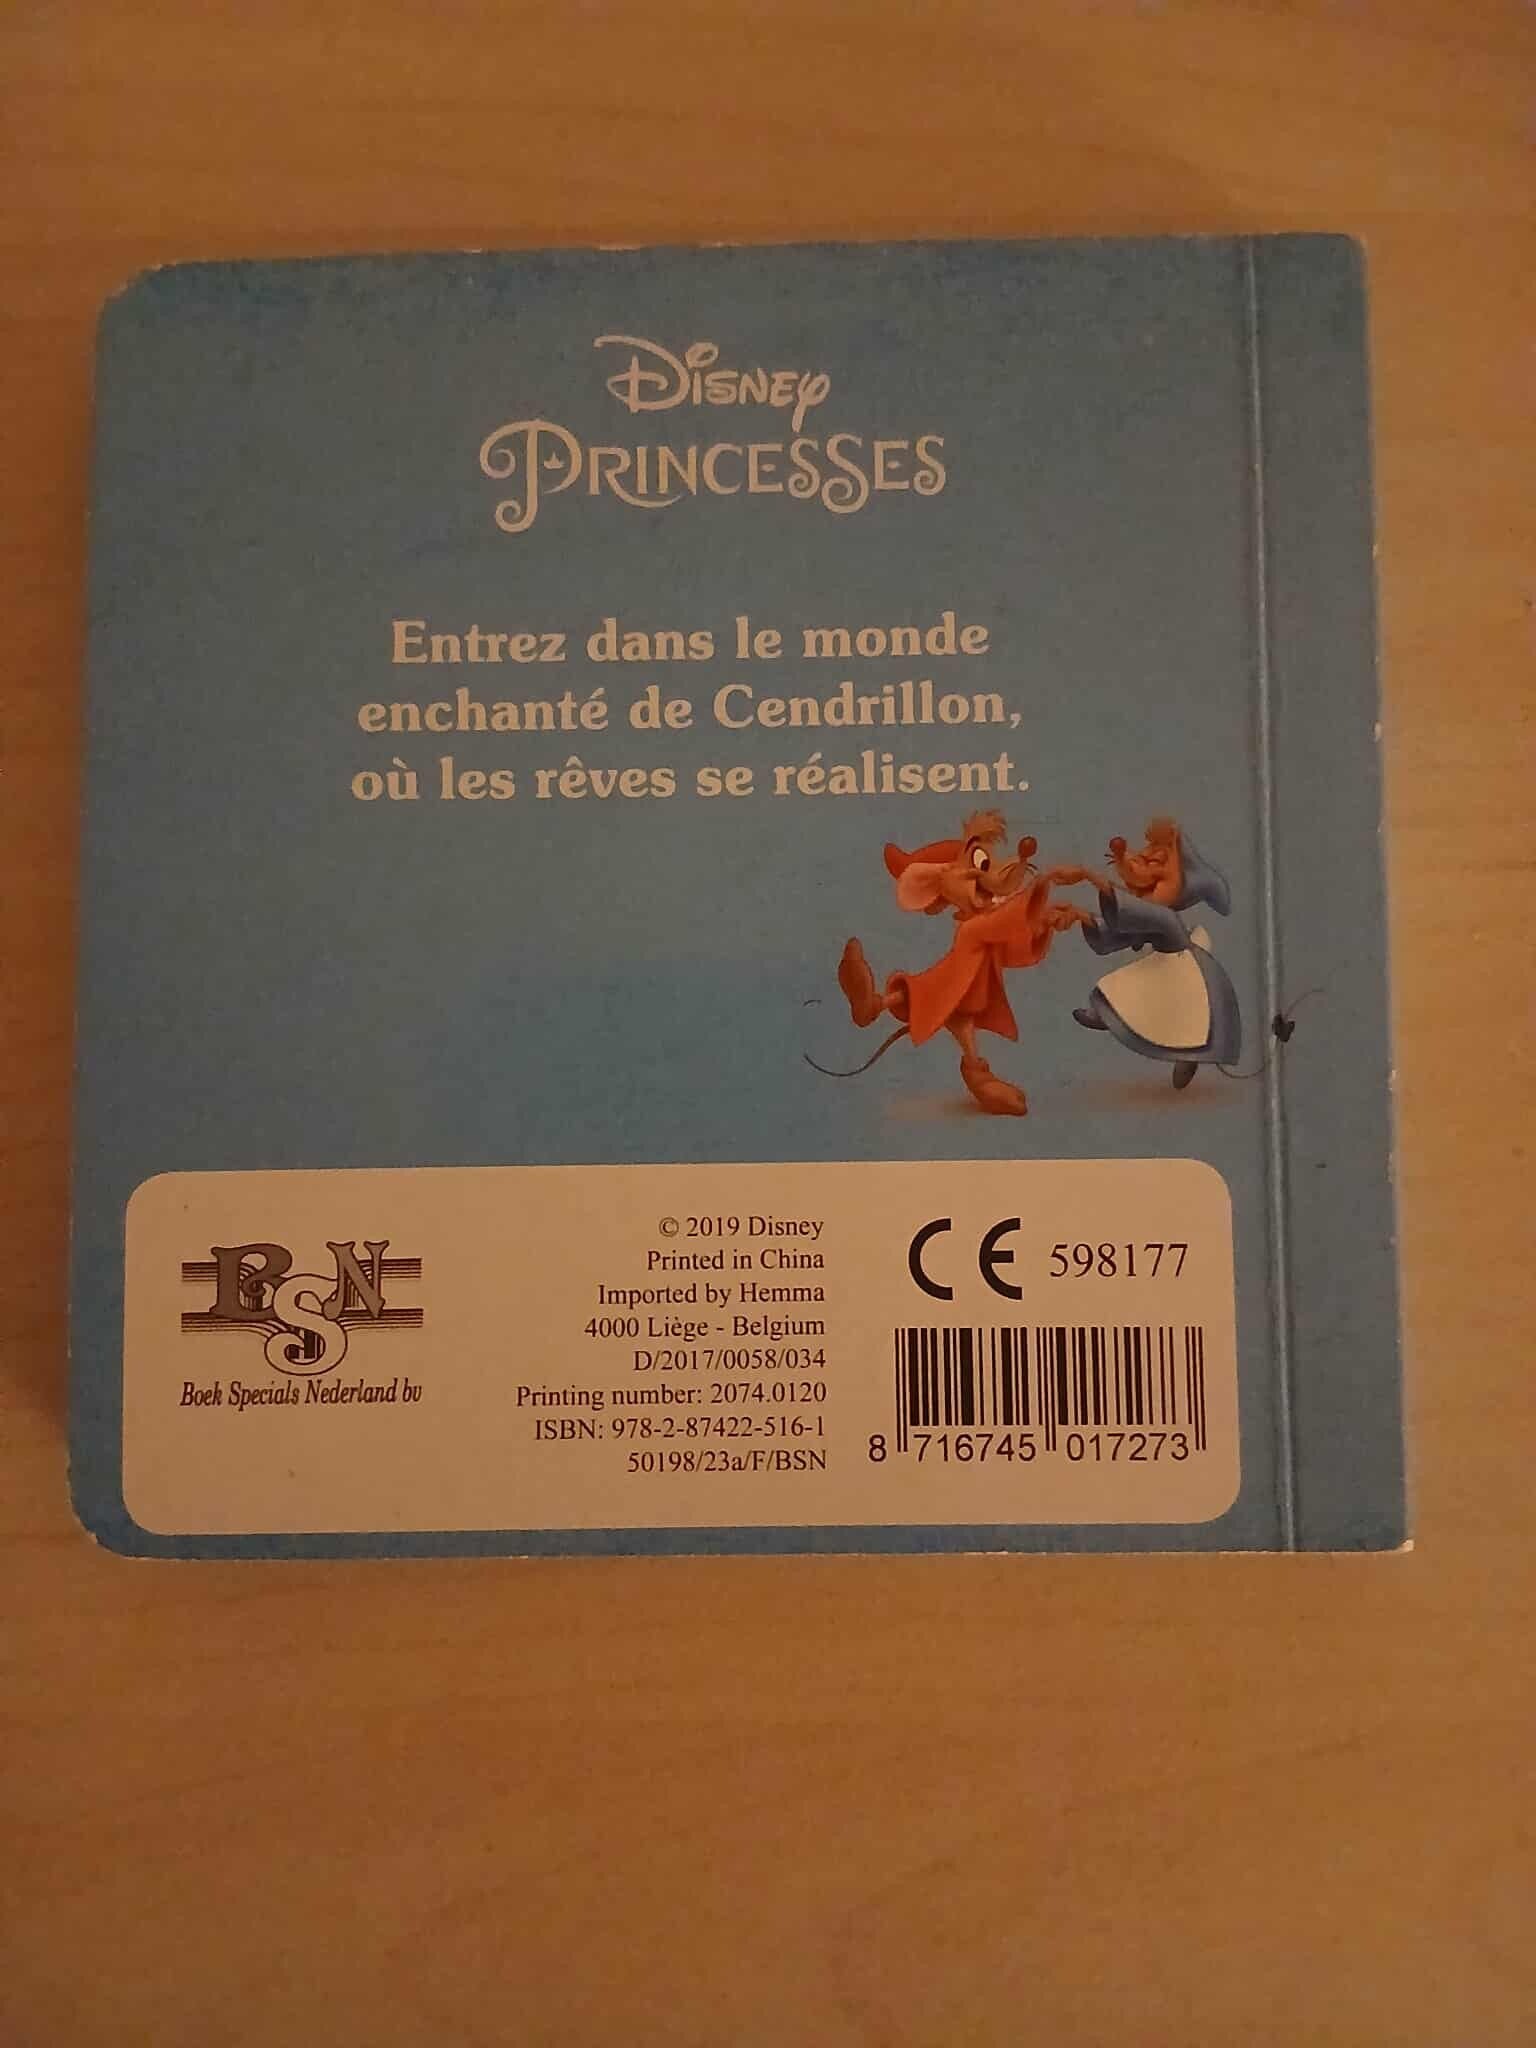 Disney
PRINCESSES
Entrez dans le monde
enchanté de Cendrillon,
où les rêves se réalisent.
BSN
Boek Specials Nederland bv
© 2019 Disney
Printed in China
Imported by Hemma
4000 Liège - Belgium
D/2017/0058/034
Printing number: 2074.0120
ISBN: 978-2-87422-516-1
50198/23a/F/BSN
CE 598177
8 716745 017273